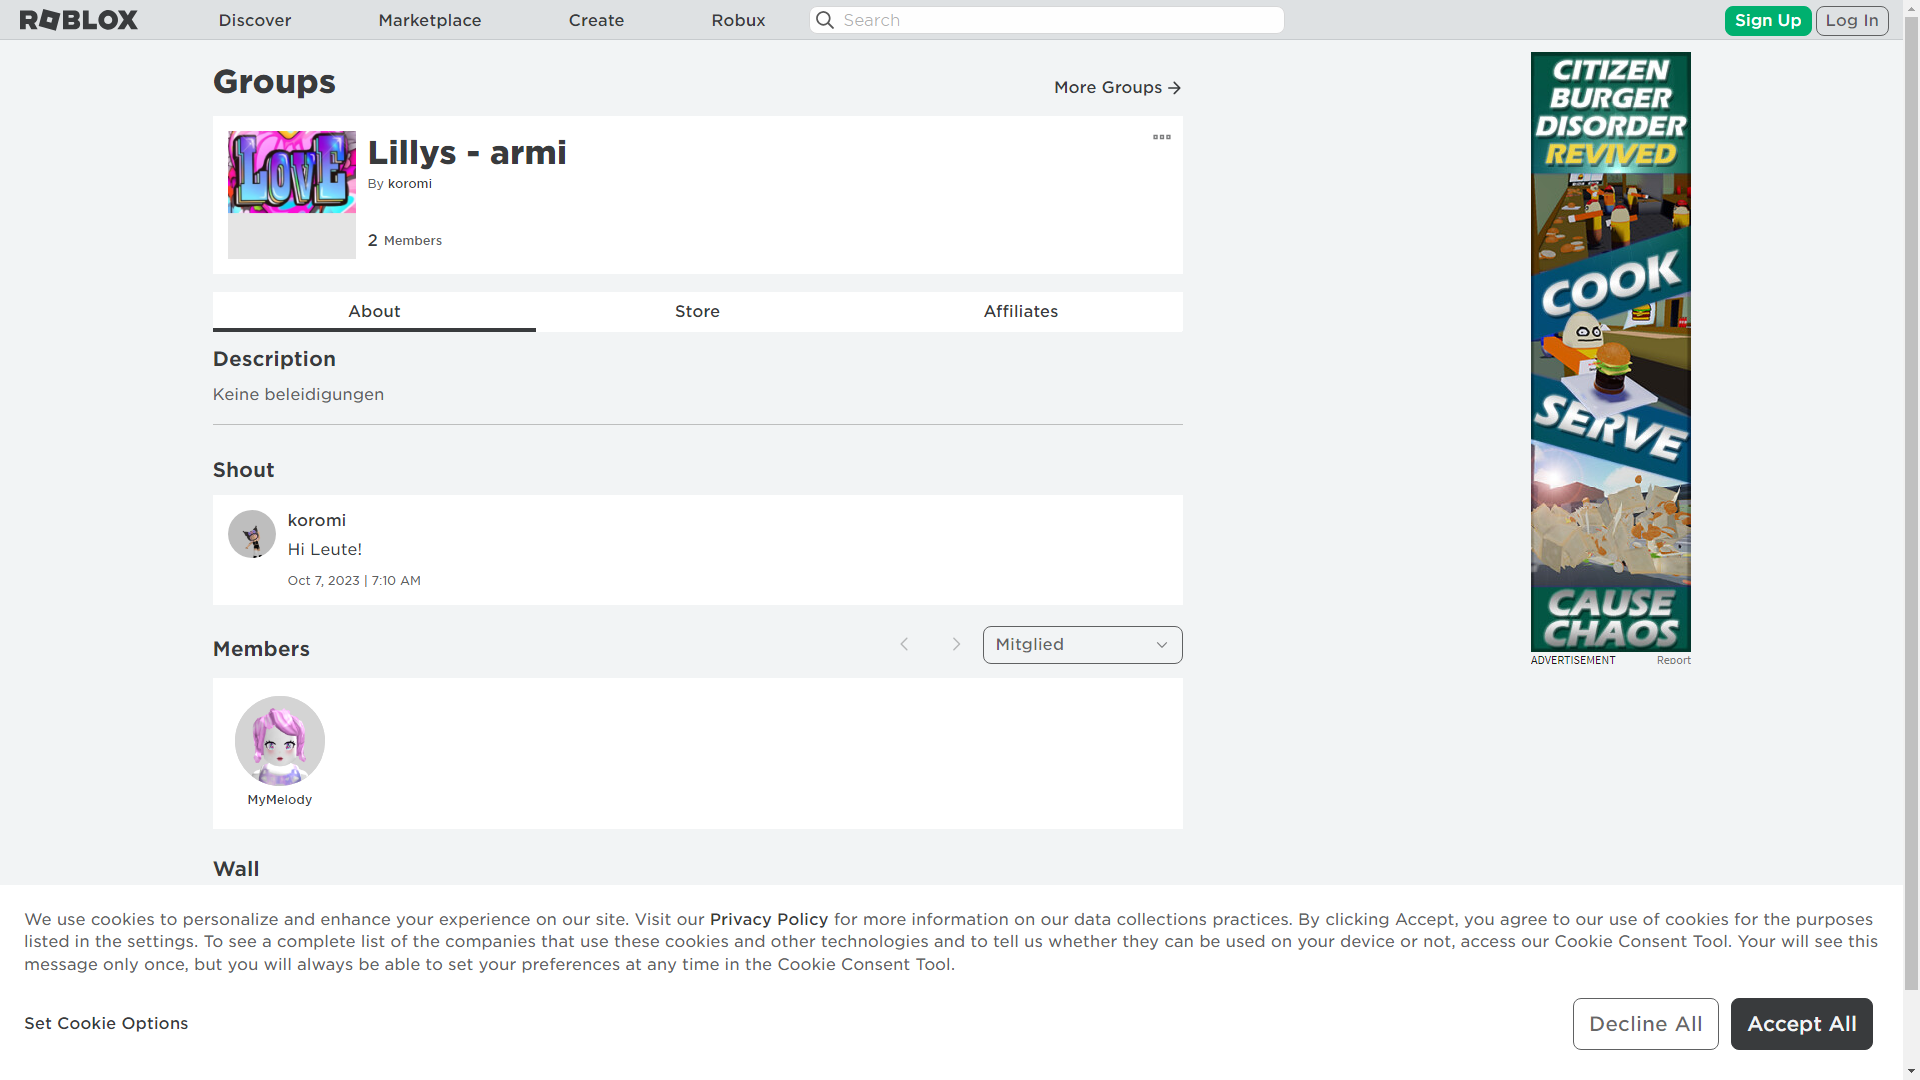 ROBLOX
Discover
Marketplace
Create
Robux
Search
Sign Up
Log In
Groups
More Groups
LOVE
Lillys - armi
By koromi
2 Members
About
Store
Affiliates
Description
Keine beleidigungen
Shout
koromi
Hi Leute!
Oct 7, 2023 | 7:10 AM
Members
Mitglied
MyMelody
Wall
CITIZEN
BURGER
DISORDER
REVIVED
COOK
SERVE
CAUSE
CHAOS
ADVERTISEMENT
Report
We use cookies to personalize and enhance your experience on our site. Visit our Privacy Policy for more information on our data collections practices. By clicking Accept, you agree to our use of cookies for the purposes
listed in the settings. To see a complete list of the companies that use these cookies and other technologies and to tell us whether they can be used on your device or not, access our Cookie Consent Tool. Your will see this
message only once, but you will always be able to set your preferences at any time in the Cookie Consent Tool.
Set Cookie Options
Decline All
Accept All